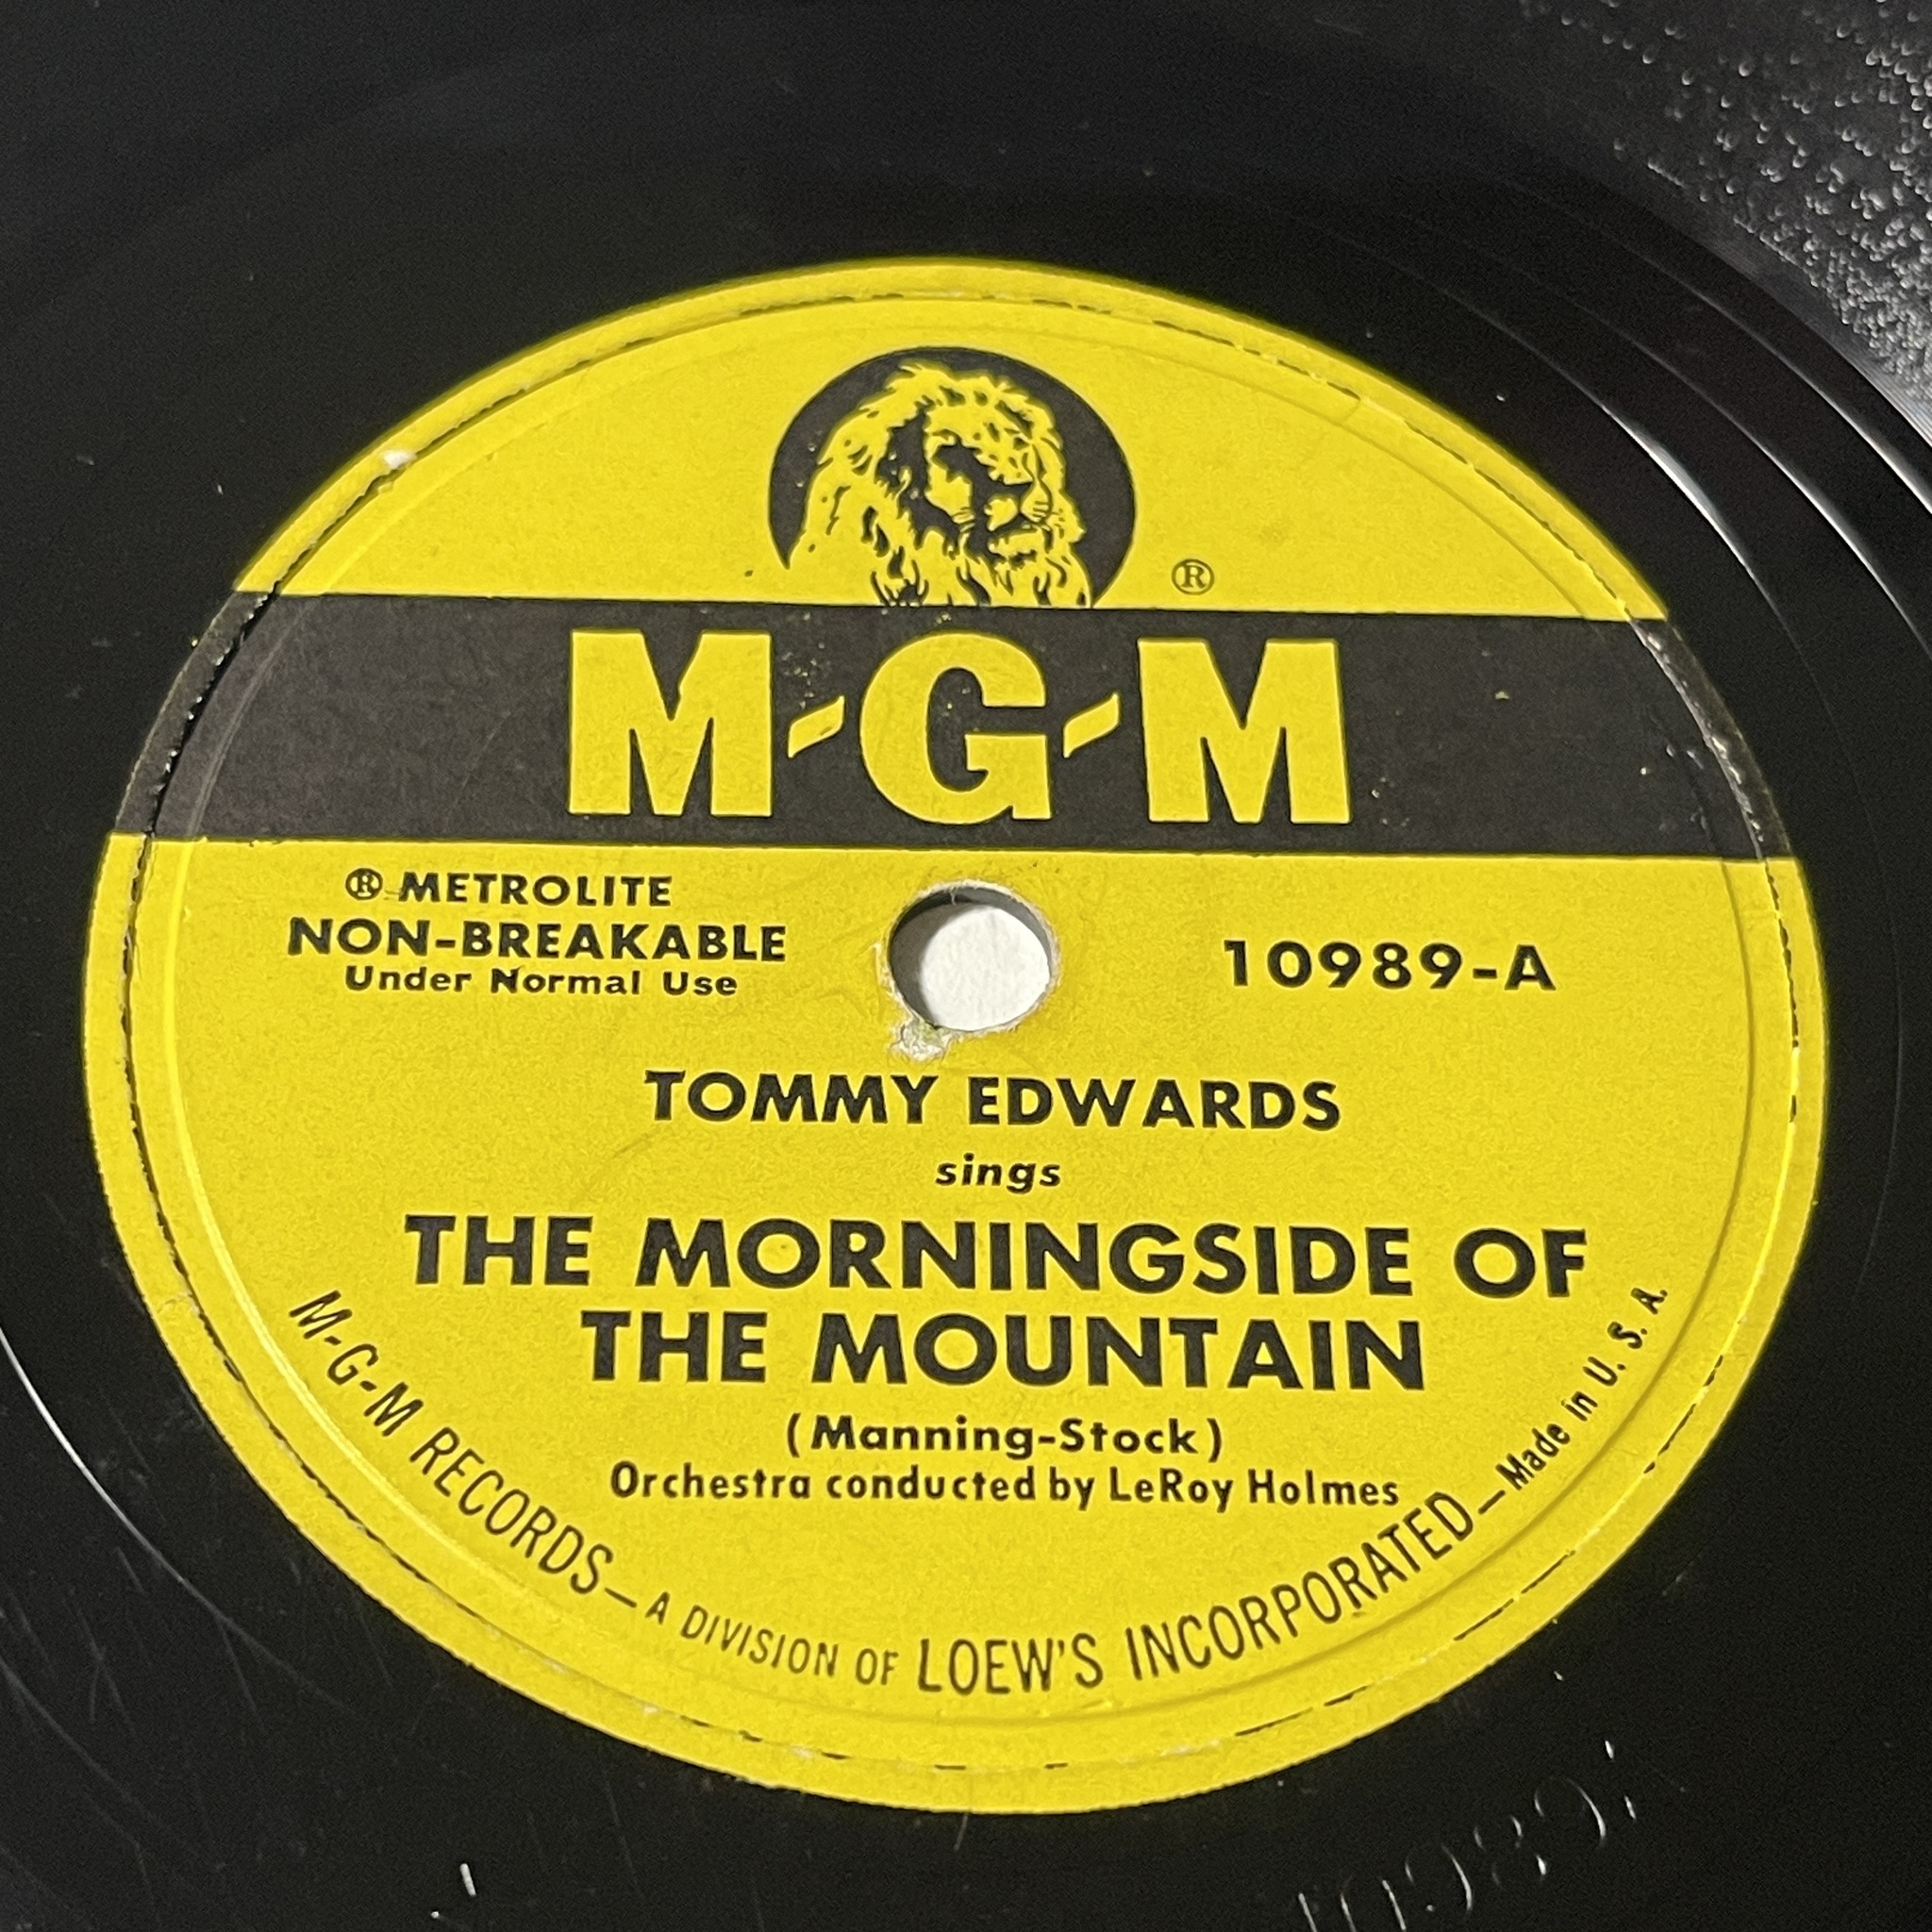 ®
M-G-M
® METROLITE
NON-BREAKABLE
Under Normal Use
10989-A
TOMMY EDWARDS
sings
THE MORNINGSIDE OF
THE MOUNTAIN
(Manning-Stock)
Orchestra conducted by LeRoy Holmes
M-G-M RECORDS—A DIVISION OF LOEW'S INCORPORATED—Made in U. S. A.